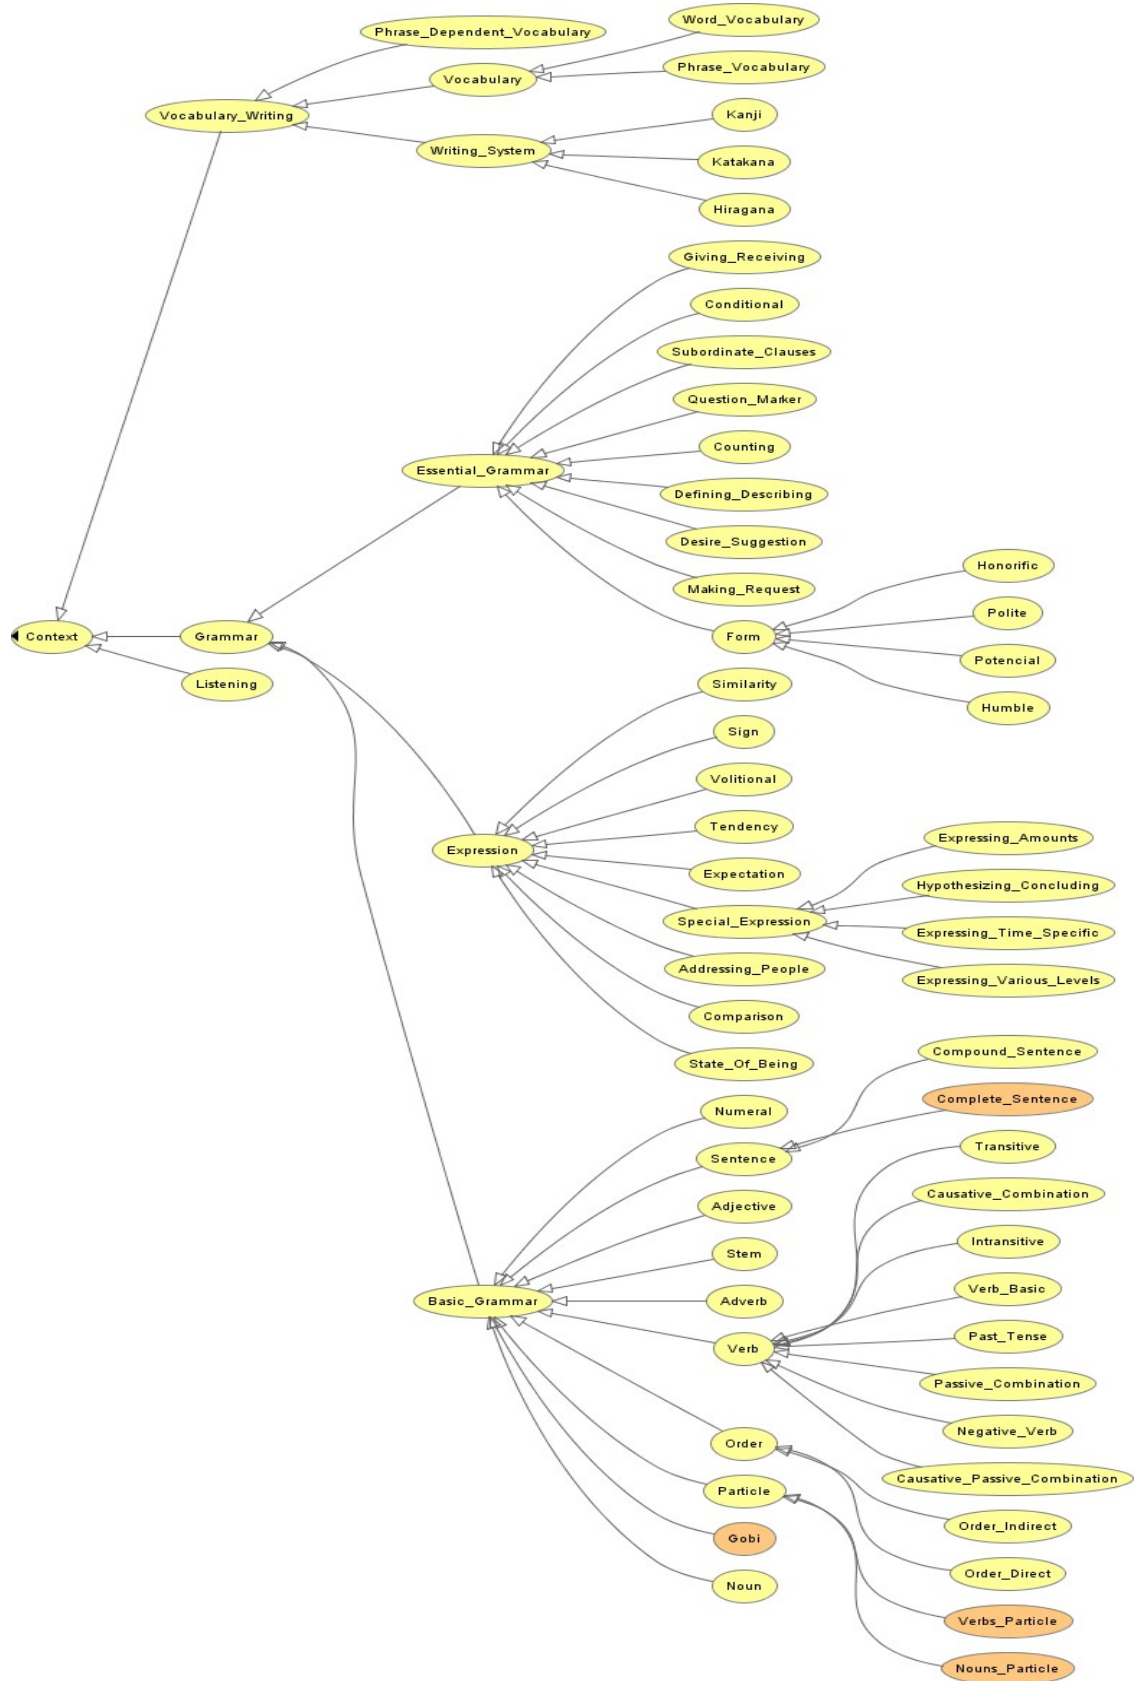 Word_Vocabulary
Phrase_Dependent_Vocabulary
Phrase_Vocabulary
Vocabulary
Vocabulary_Writing
Kanji
Writing_System
Katakana
Hiragana
Giving_Receiving
Conditional
Subordinate_Clauses
Question_Marker
Counting
Essential_Grammar
Defining_Describing
Desire_Suggestion
Honorific
Making_Request
Polite
Context
Grammar
Form
Potencial
Listening
Similarity
Humble
Sign
Volitional
Tendency
Expressing_Amounts
Expression
Expectation
Hypothesizing_Concluding
Special_Expression
Expressing_Time_Specific
Addressing_People
Expressing_Various_Levels
Comparison
Compound_Sentence
State_Of_Being
Complete_Sentence
Numeral
Transitive
Sentence
Causative_Combination
Adjective
Intransitive
Stem
Verb_Basic
Basic_Grammar
Adverb
Past_Tense
Verb
Passive_Combination
Negative_Verb
Order
Causative_Passive_Combination
Particle
Order_Indirect
Gobi
Order_Direct
Noun
Verbs_Particle
Nouns_Particle